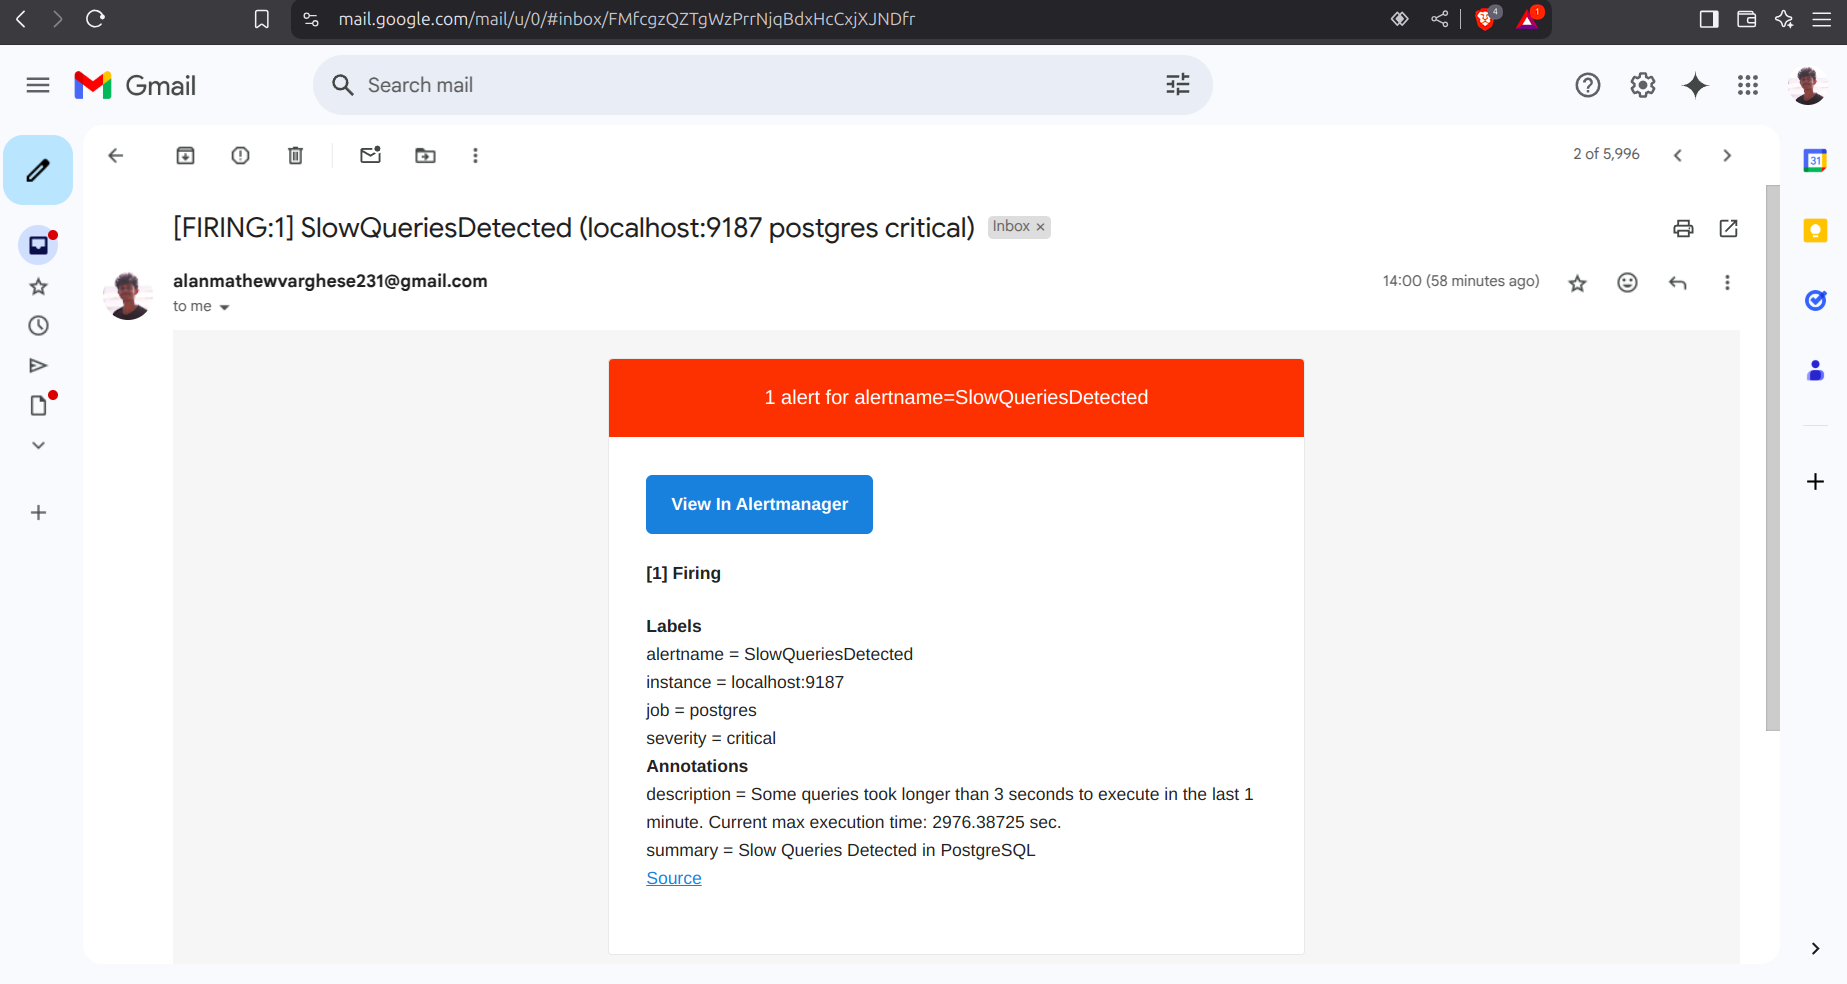 mail.google.com/mail/u/0/#inbox/FMfcgzQZTgWzPrrNjqBdxHcCxjXJNDfr
4
1
Gmail
Search mail
2 of 5,996
31
[FIRING:1] SlowQueriesDetected (localhost:9187 postgres critical)
Inbox ×
alanmathewvarghese231@gmail.com
14:00 (58 minutes ago)
to me
1 alert for alertname=SlowQueriesDetected
View In Alertmanager
[1] Firing
Labels
alertname = SlowQueriesDetected
instance = localhost:9187
job = postgres
severity = critical
Annotations
description = Some queries took longer than 3 seconds to execute in the last 1
minute. Current max execution time: 2976.38725 sec.
summary = Slow Queries Detected in PostgreSQL
Source